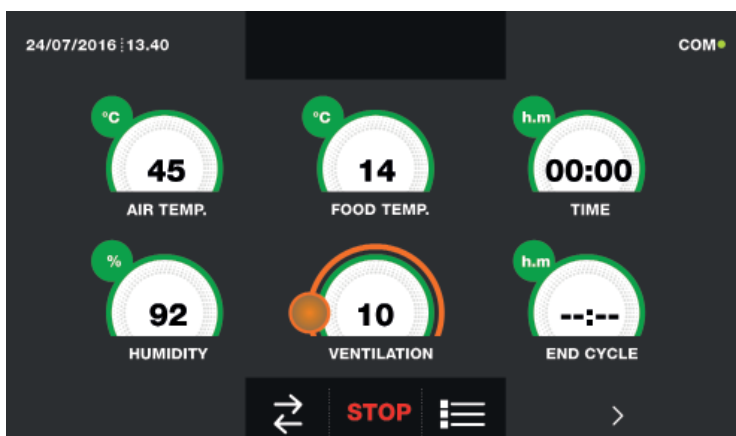 24/07/2016 13.40
COM
°C
45
AIR TEMP.
°C
14
FOOD TEMP.
h.m
00:00
TIME
%
92
HUMIDITY
10
VENTILATION
h.m
--:--
END CYCLE
STOP